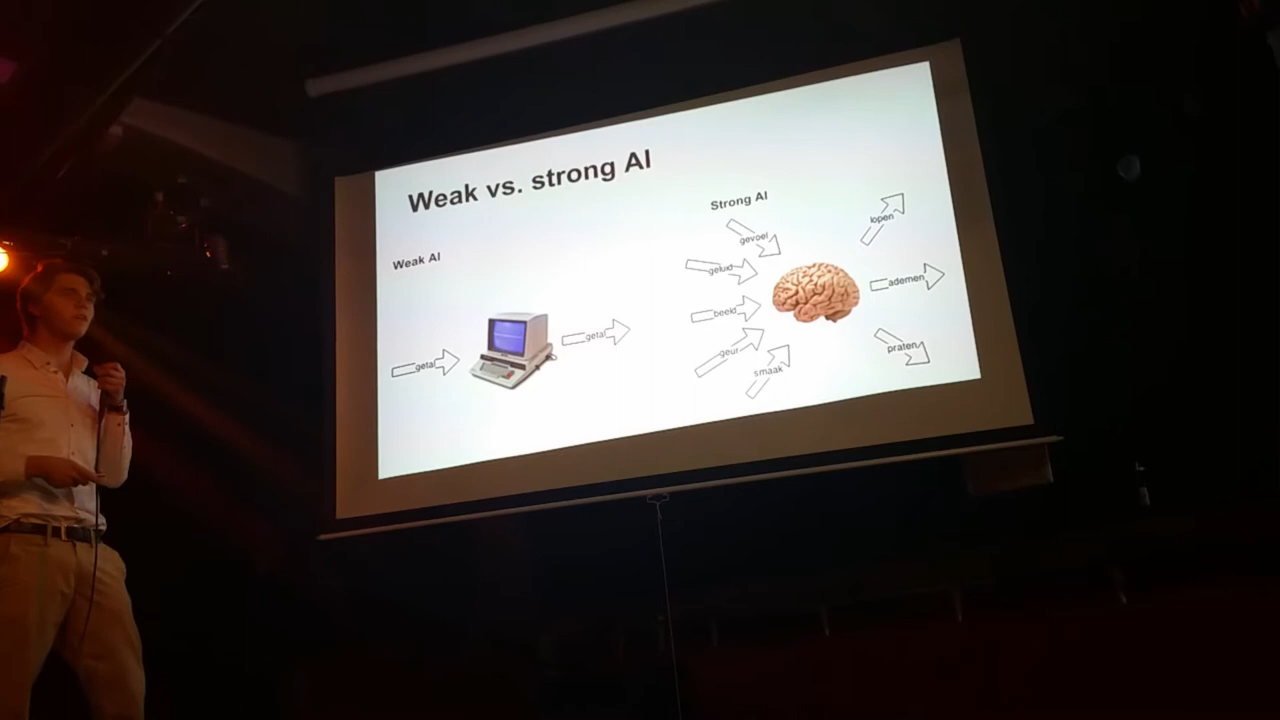 Weak vs. strong AI
Weak AI
getal
getal
Strong AI
gevoel
geluid
beeld
geur
smaak
lopen
ademen
praten